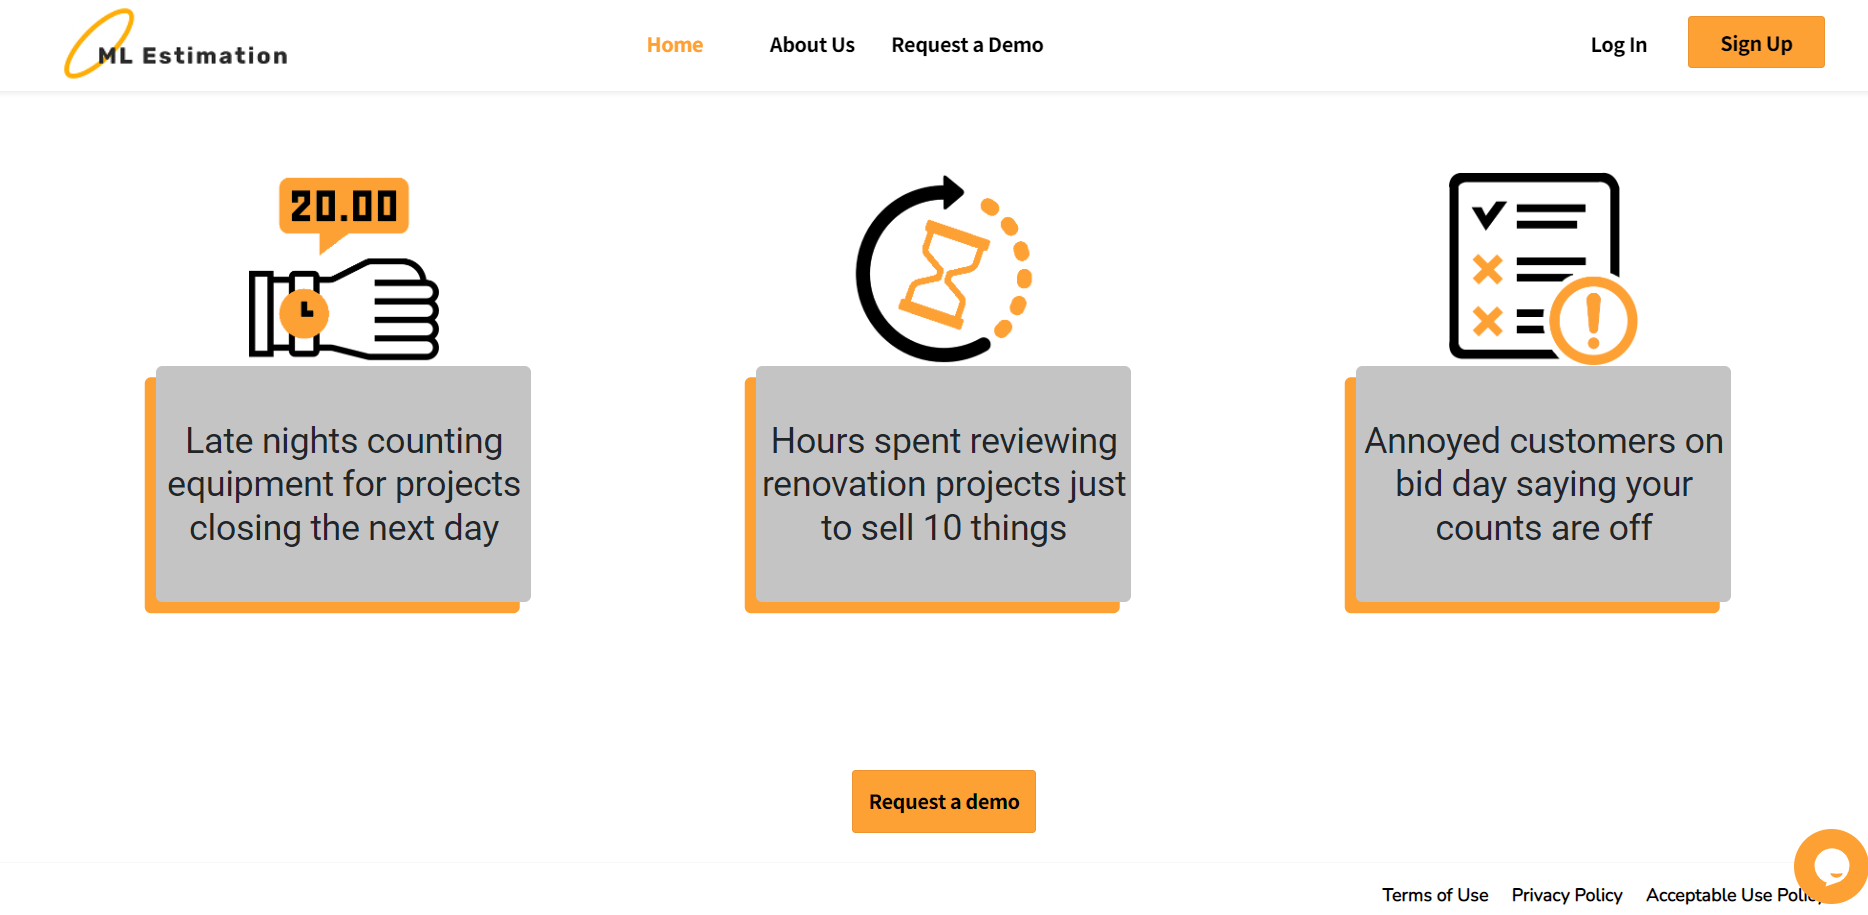 ML Estimation
Home
About Us
Request a Demo
Log In
Sign Up
20.00
Late nights counting
equipment for projects
closing the next day
Hours spent reviewing
renovation projects just
to sell 10 things
Annoyed customers on
bid day saying your
counts are off
Request a demo
Terms of Use
Privacy Policy
Acceptable Use Policy